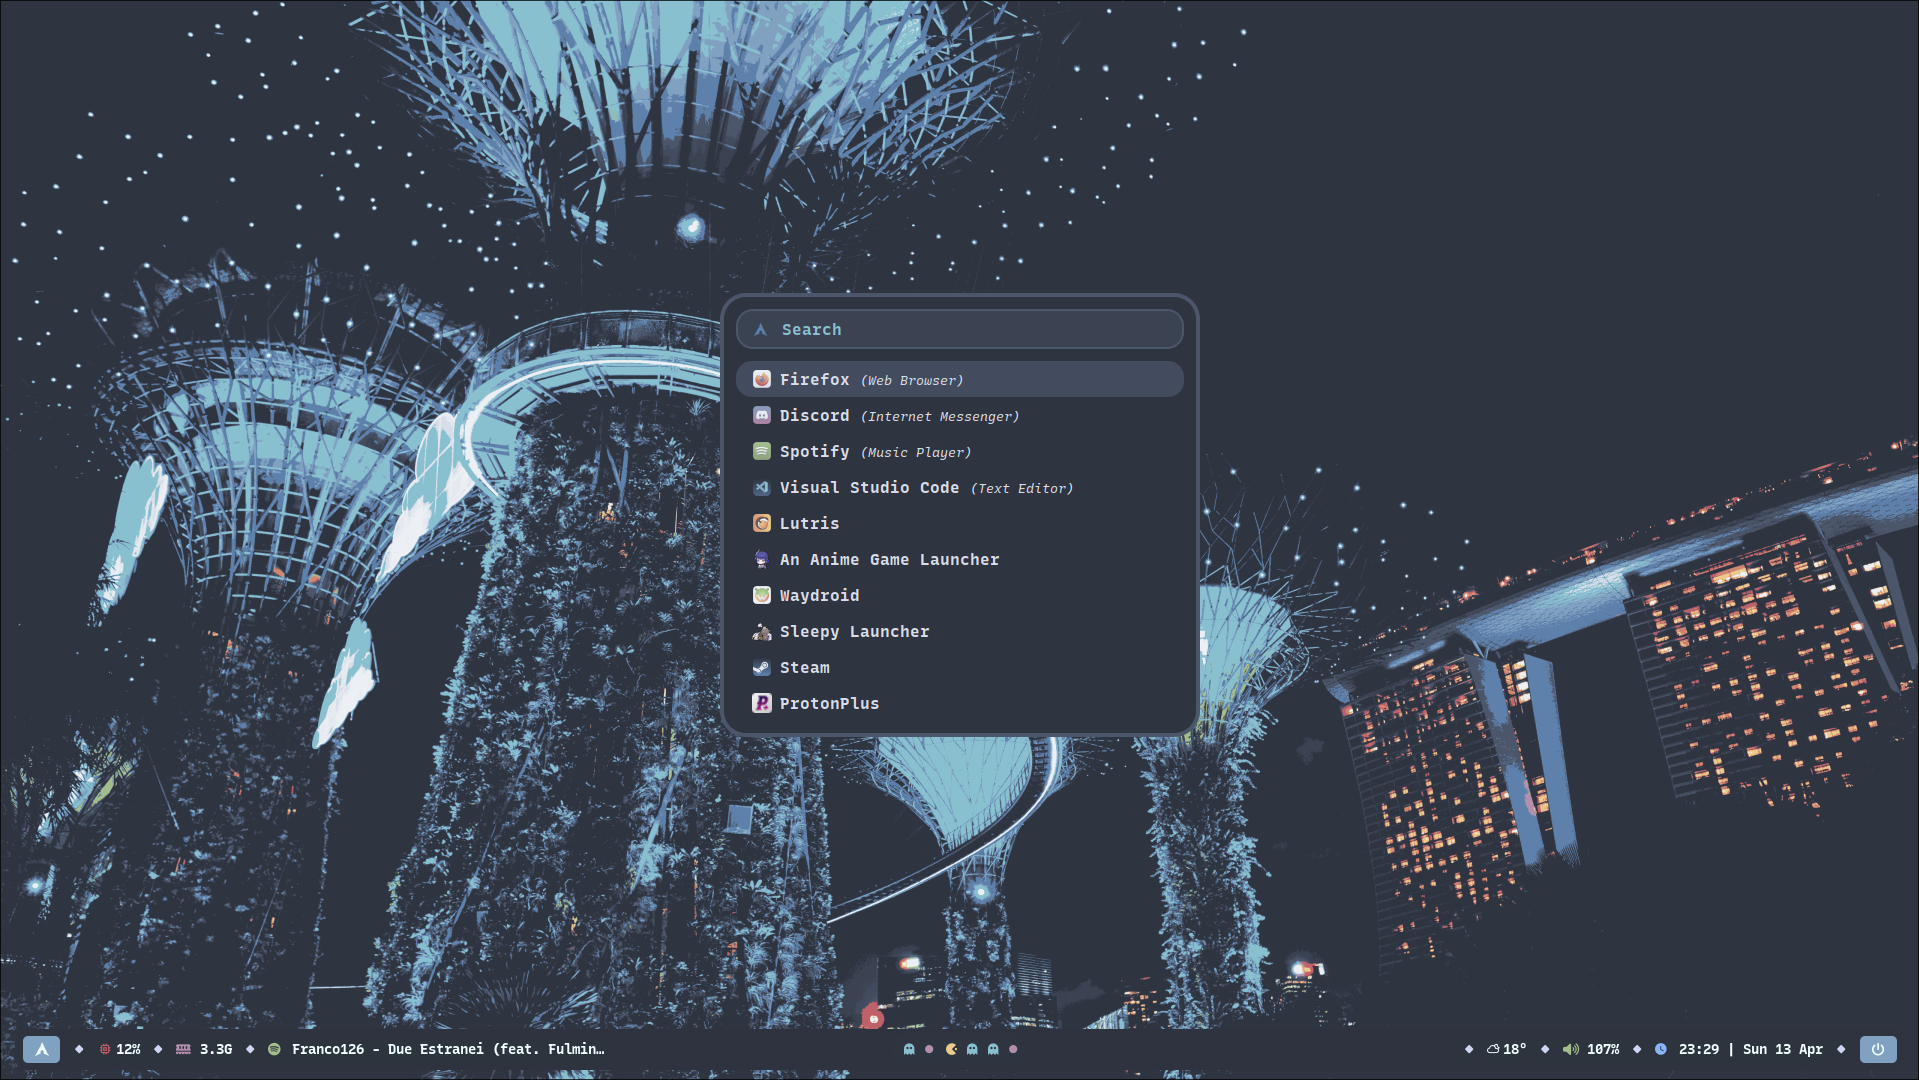 Search
Firefox (Web Browser)
Discord (Internet Messenger)
Spotify (Music Player)
Visual Studio Code (Text Editor)
Lutris
An Anime Game Launcher
Waydroid
Sleepy Launcher
Steam
ProtonPlus
12% 3.3G Franco126 - Due Estranei (feat. Fulmin… 18° 107% 23:29 | Sun 13 Apr